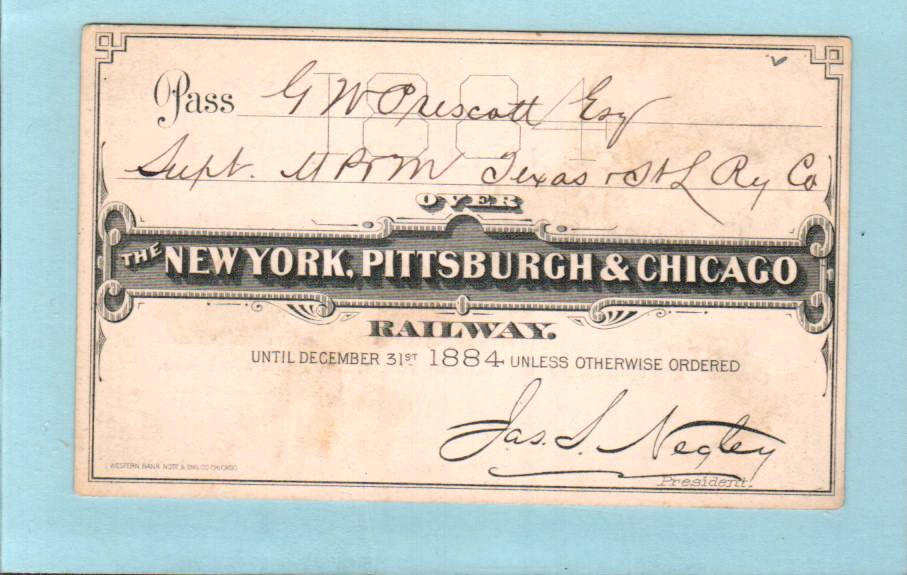 1884
Pass G W Prescott Esq
Supt. M P & M Texas & St L Ry Co
OVER
THE NEW YORK, PITTSBURGH & CHICAGO
RAILWAY.
UNTIL DECEMBER 31ST 1884 UNLESS OTHERWISE ORDERED
Jas. S. Negley
President.
WESTERN BANK NOTE & ENG. CO CHICAGO